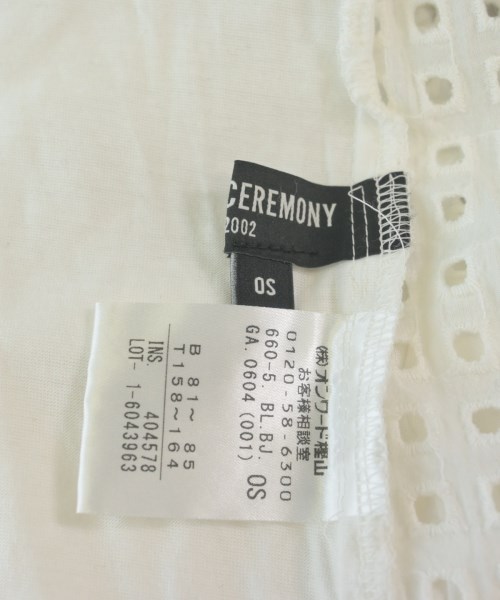 CEREMONY
2002
OS
(株)オンワード樫山
お客様相談室
0120-58-6300
660-5. BL.BJ.
GA.0604 (001) OS
B 81~ 85
T158~164
INS. 404578
LOT- 1-6043963